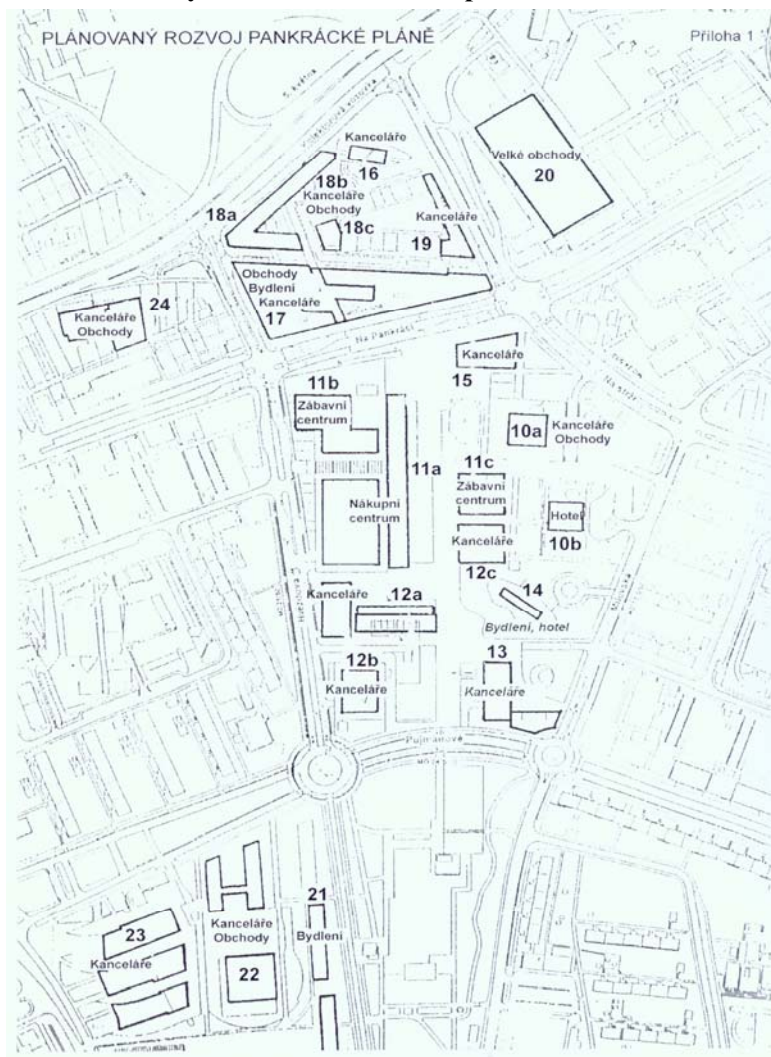 PLÁNOVANÝ ROZVOJ PANKRÁCKÉ PLÁNĚ
Příloha 1
5. května
Kanceláře
16
Velké obchody
20
18b
Kanceláře
Obchody
18a
18c
Kanceláře
19
Obchody
Bydlení
Kanceláře
17
24
Kanceláře
Obchody
Na Pankráci
Kanceláře
15
11b
Zábavní
centrum
10a
Kanceláře
Obchody
11a
11c
Zábavní
centrum
Nákupní
centrum
Hotel
10b
Kanceláře
12c
14
Kanceláře
12a
Bydlení, hotel
13
12b
Kanceláře
Kanceláře
Pujmanové
21
Kanceláře
Obchody
Bydlení
23
Kanceláře
22